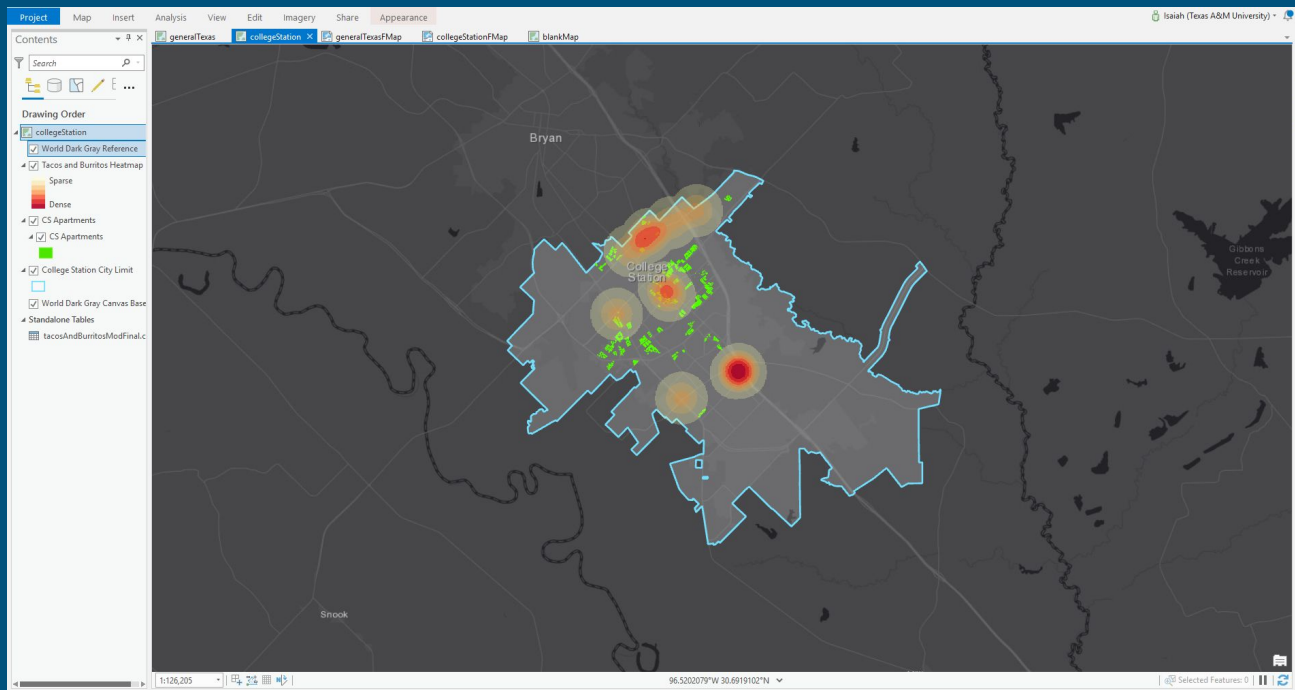 Project Map Insert Analysis View Edit Imagery Share Appearance Isaiah (Texas A&M University)
Contents
generalTexas collegeStation generalTexasFMap collegeStationFMap blankMap
Search
Drawing Order
collegeStation
World Dark Gray Reference
Tacos and Burritos Heatmap
Sparse
Dense
CS Apartments
CS Apartments
College Station City Limit
World Dark Gray Canvas Base
Standalone Tables
tacosAndBurritosModFinal.c
Bryan
College
Station
Gibbons
Creek
Reservoir
Snook
1:126,205 96.5202079°W 30.6919102°N Selected Features: 0